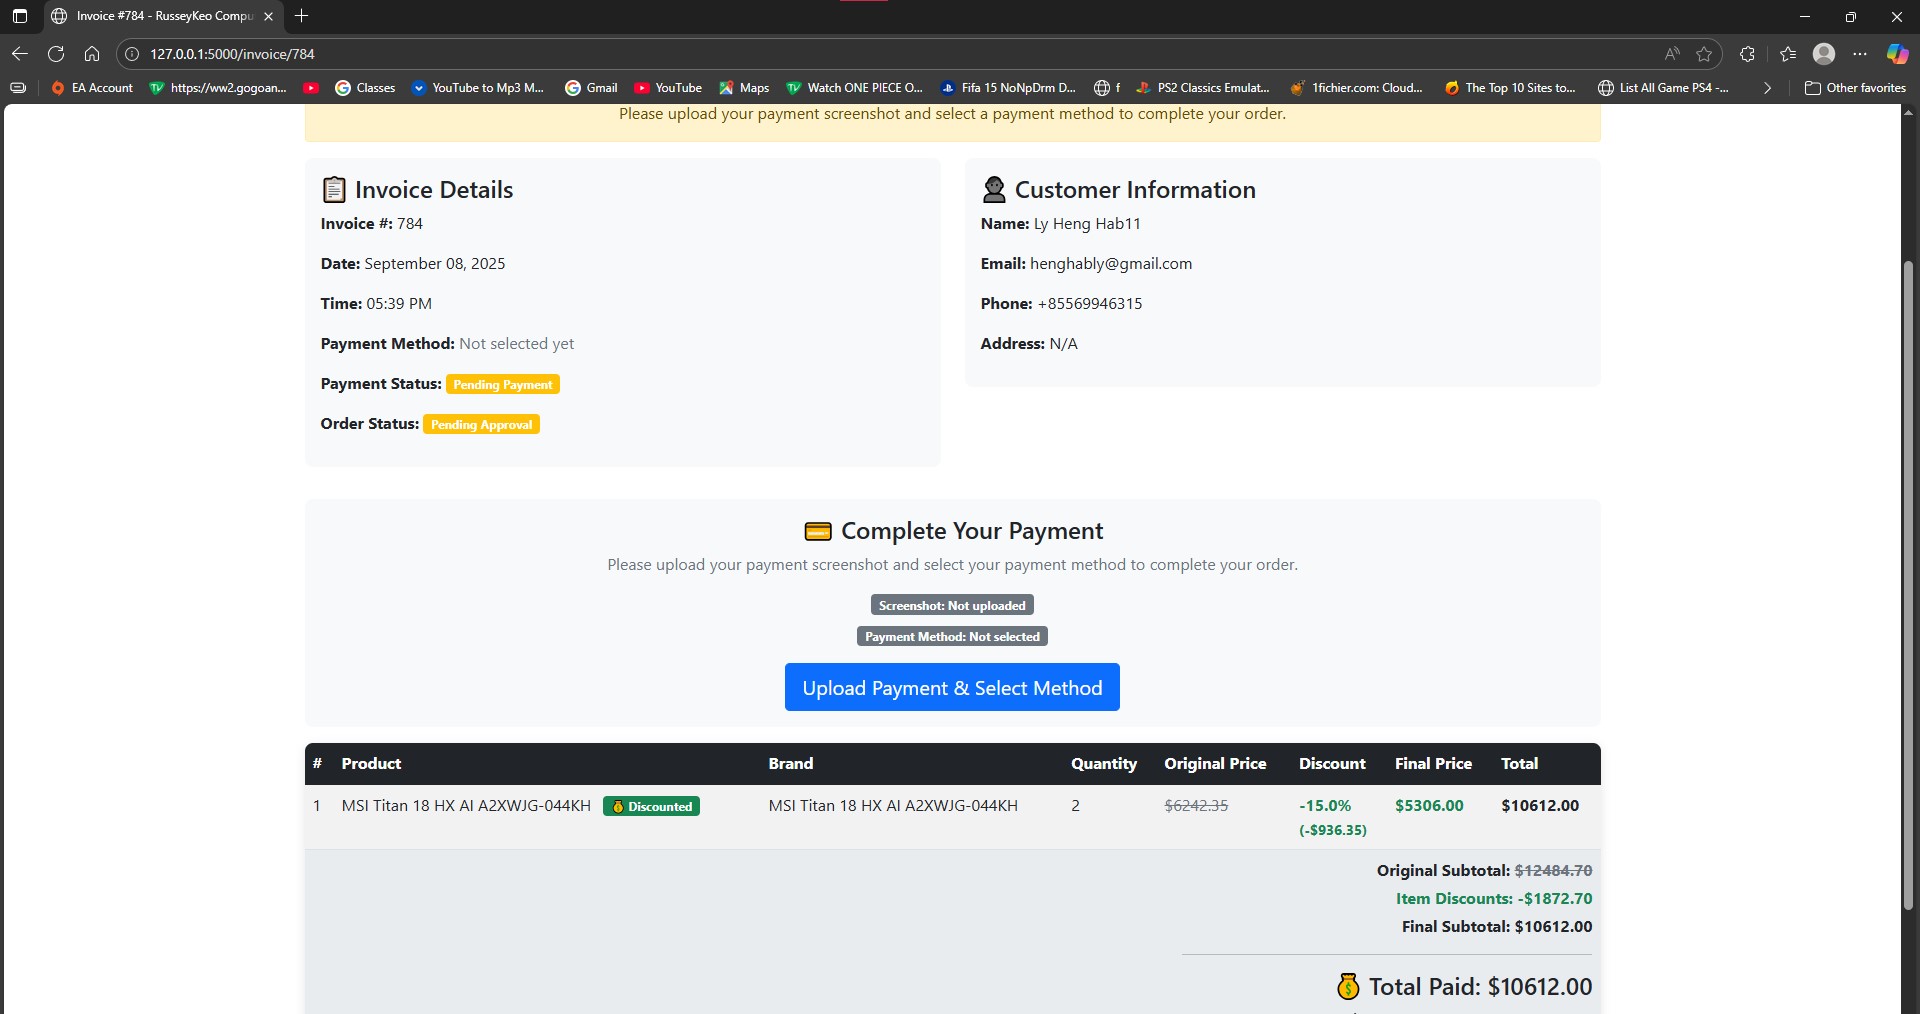 Invoice #784 - RusseyKeo Compu
127.0.0.1:5000/invoice/784
EA Account
https://ww2.gogoan...
Classes
YouTube to Mp3 M...
Gmail
YouTube
Maps
Watch ONE PIECE O...
Fifa 15 NoNpDrm D...
f
PS2 Classics Emulat...
1fichier.com: Cloud...
The Top 10 Sites to...
List All Game PS4 -...
Other favorites
Please upload your payment screenshot and select a payment method to complete your order.
Invoice Details
Invoice #: 784
Date: September 08, 2025
Time: 05:39 PM
Payment Method: Not selected yet
Payment Status: Pending Payment
Order Status: Pending Approval
Customer Information
Name: Ly Heng Hab11
Email: henghably@gmail.com
Phone: +85569946315
Address: N/A
Complete Your Payment
Please upload your payment screenshot and select your payment method to complete your order.
Screenshot: Not uploaded
Payment Method: Not selected
Upload Payment & Select Method
# Product Brand Quantity Original Price Discount Final Price Total
1 MSI Titan 18 HX AI A2XWJG-044KH Discounted MSI Titan 18 HX AI A2XWJG-044KH 2 $6242.35 -15.0% $5306.00 $10612.00
(-$936.35)
Original Subtotal: $12484.70
Item Discounts: -$1872.70
Final Subtotal: $10612.00
Total Paid: $10612.00